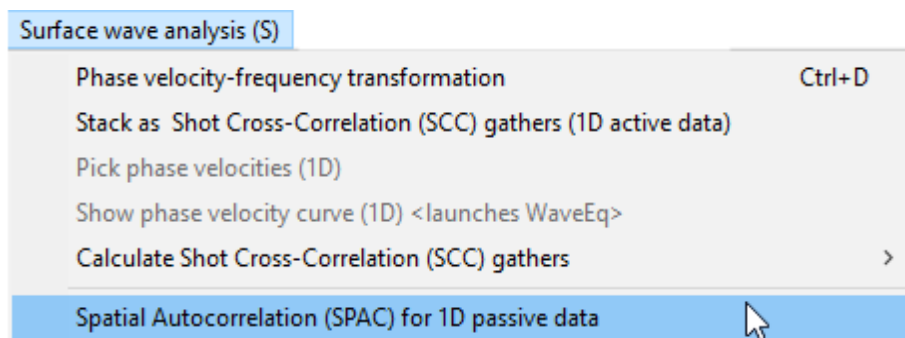 Surface wave analysis (S)
Phase velocity-frequency transformation Ctrl+D
Stack as Shot Cross-Correlation (SCC) gathers (1D active data)
Pick phase velocities (1D)
Show phase velocity curve (1D) <launches WaveEq>
Calculate Shot Cross-Correlation (SCC) gathers >
Spatial Autocorrelation (SPAC) for 1D passive data